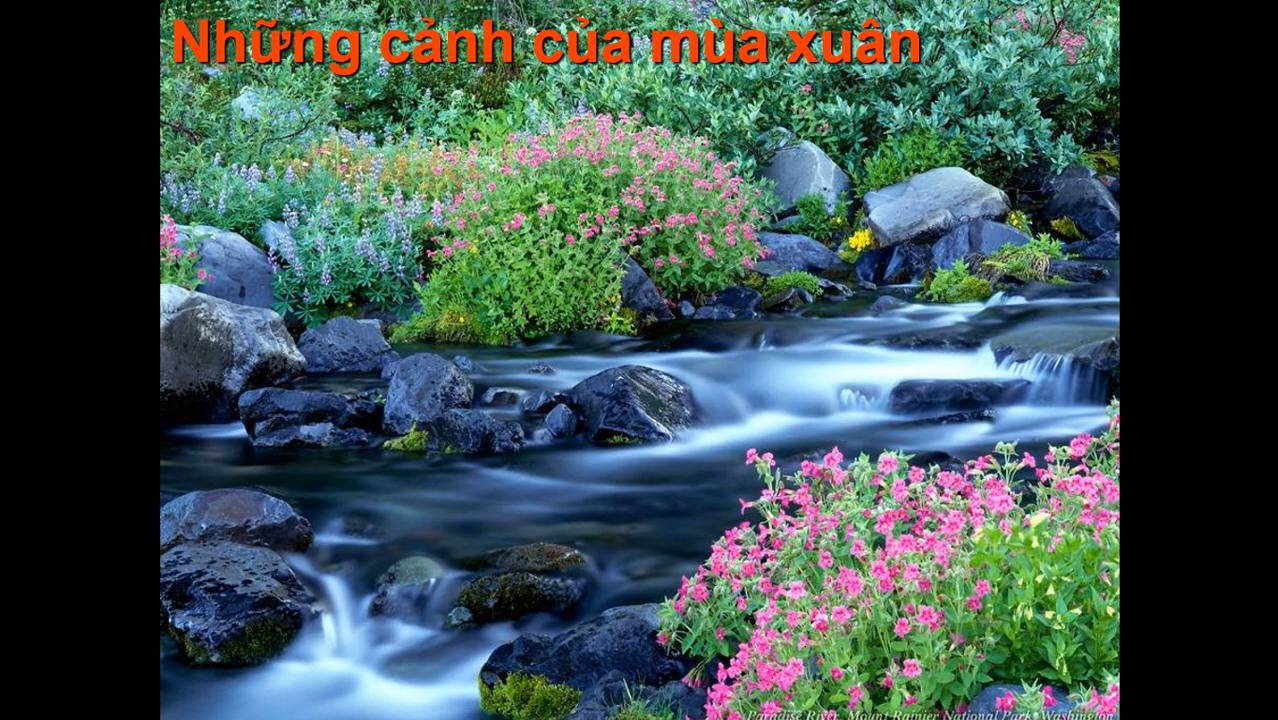 Những cảnh của mùa xuân
Paradise River, Mount Rainier National Park, Washington